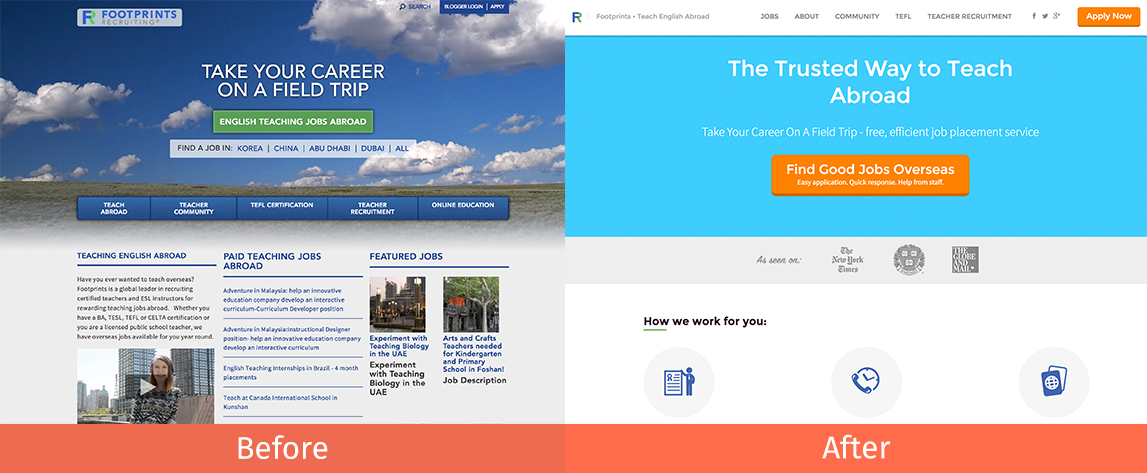 FOOTPRINTS
RECRUITING®
SEARCH
BLOGGER LOGIN | APPLY
TAKE YOUR CAREER
ON A FIELD TRIP
ENGLISH TEACHING JOBS ABROAD
FIND A JOB IN: KOREA | CHINA | ABU DHABI | DUBAI | ALL
TEACH
ABROAD
TEACHER
COMMUNITY
TEFL CERTIFICATION
TEACHER
RECRUITMENT
ONLINE EDUCATION
TEACHING ENGLISH ABROAD
Have you ever wanted to teach overseas?
Footprints is a global leader in recruiting
certified teachers and ESL instructors for
rewarding teaching jobs abroad. Whether you
have a BA, TESL, TEFL or CELTA certification or
you are a licensed public school teacher, we
have overseas jobs available for you year round.
PAID TEACHING JOBS
ABROAD
Adventure in Malaysia: help an innovative
education company develop an interactive
curriculum-Curriculum Developer position
Adventure in Malaysia:Instructional Designer
position- help an innovative education company
develop an interactive curriculum
English Teaching Internships in Brazil - 4 month
placements
Teach at Canada International School in
Kunshan
FEATURED JOBS
Experiment with
Teaching Biology
in the UAE
Experiment
with Teaching
Biology in the
UAE
Arts and Crafts
Teachers needed
for Kindergarten
and Primary
School in Foshan!
Job Description
Before
FR
Footprints • Teach English Abroad
JOBS
ABOUT
COMMUNITY
TEFL
TEACHER RECRUITMENT
Apply Now
The Trusted Way to Teach
Abroad
Take Your Career On A Field Trip - free, efficient job placement service
Find Good Jobs Overseas
Easy application. Quick response. Help from staff.
As seen on:
The
New York
Times
THE
GLOBE
AND
MAIL*
How we work for you:
After